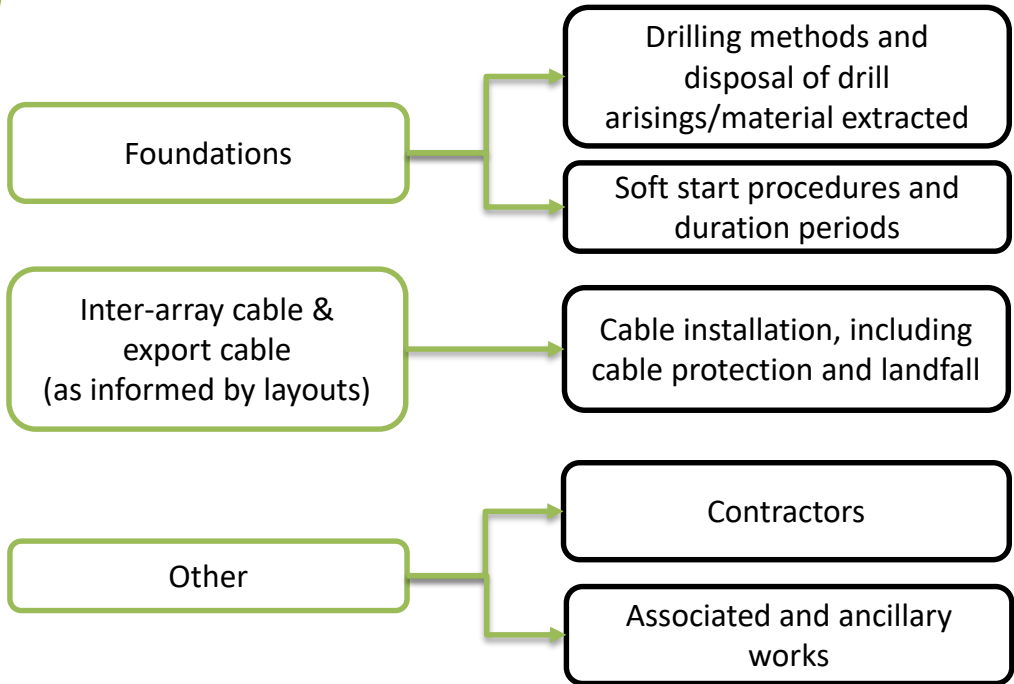 Foundations
Drilling methods and
disposal of drill
arisings/material extracted
Soft start procedures and
duration periods
Inter-array cable &
export cable
(as informed by layouts)
Cable installation, including
cable protection and landfall
Other
Contractors
Associated and ancillary
works